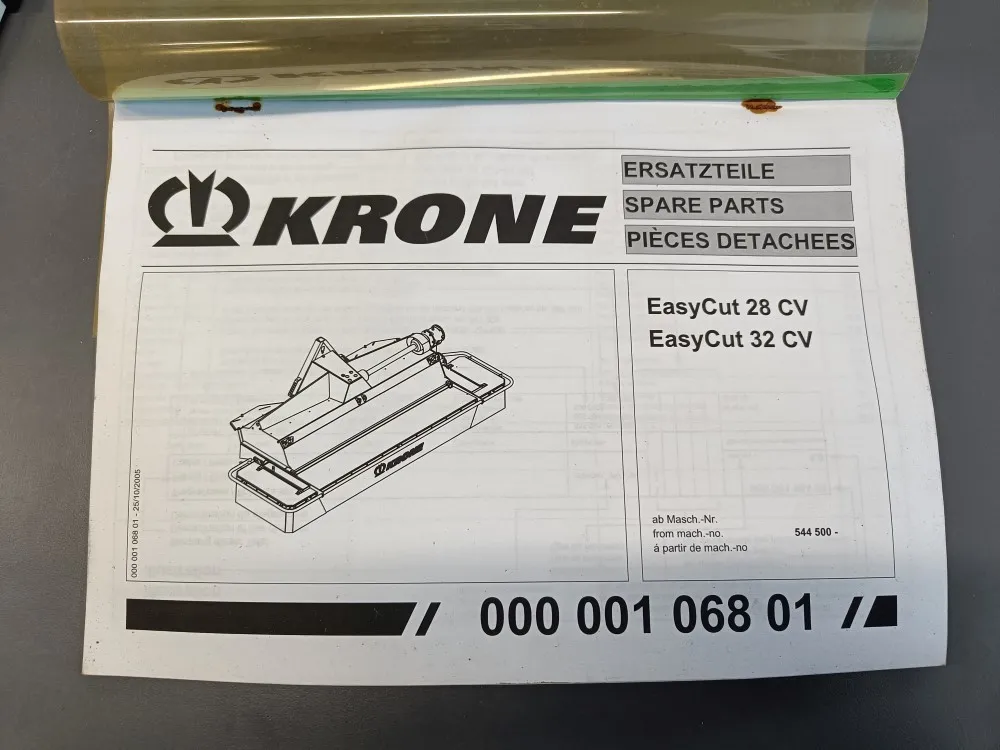 KRONE
ERSATZTEILE
SPARE PARTS
PIÈCES DETACHEES
EasyCut 28 CV
EasyCut 32 CV
KRONE
000 001 068 01 - 25/10/2005
ab Masch.-Nr.
from mach.-no. 544 500 -
á partir de mach.-no
000 001 068 01